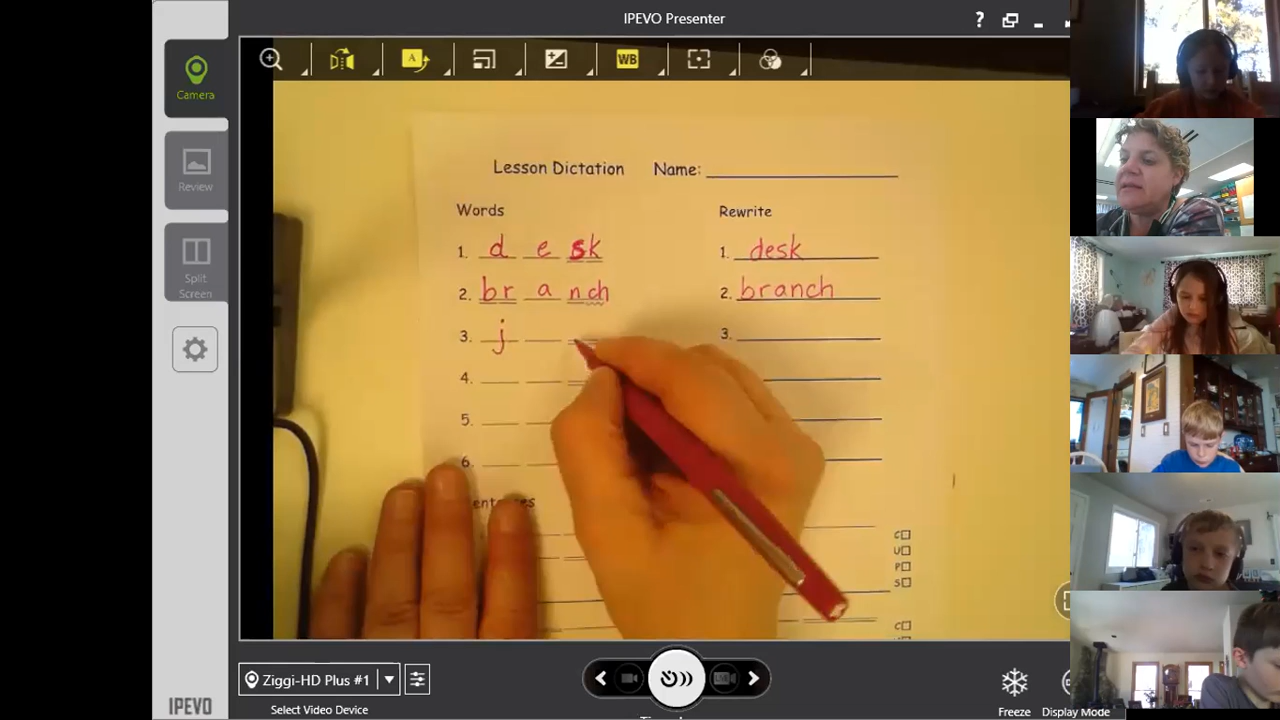 IPEVO Presenter
?
A WB
Camera
Review
Split
Screen
Lesson Dictation Name:
Words Rewrite
1. d e sk 1. desk
2. br a nch 2. branch
3. j 3.
4.
5.
6.
C
U
P
S
C
Ziggi-HD Plus #1
Select Video Device
IPEVO
Freeze
Display Mode